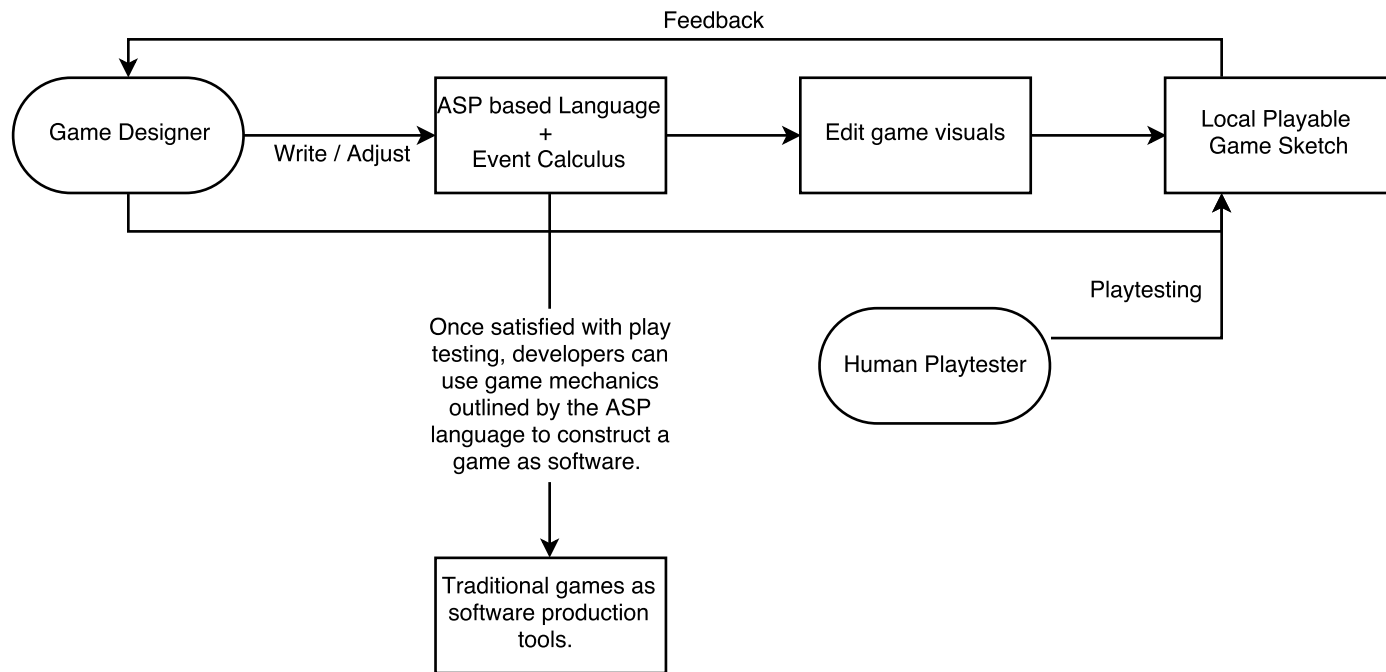 Feedback
Game Designer
Write / Adjust
ASP based Language
+
Event Calculus
Edit game visuals
Local Playable
Game Sketch
Playtesting
Human Playtester
Once satisfied with play
testing, developers can
use game mechanics
outlined by the ASP
language to construct a
game as software.
Traditional games as
software production
tools.